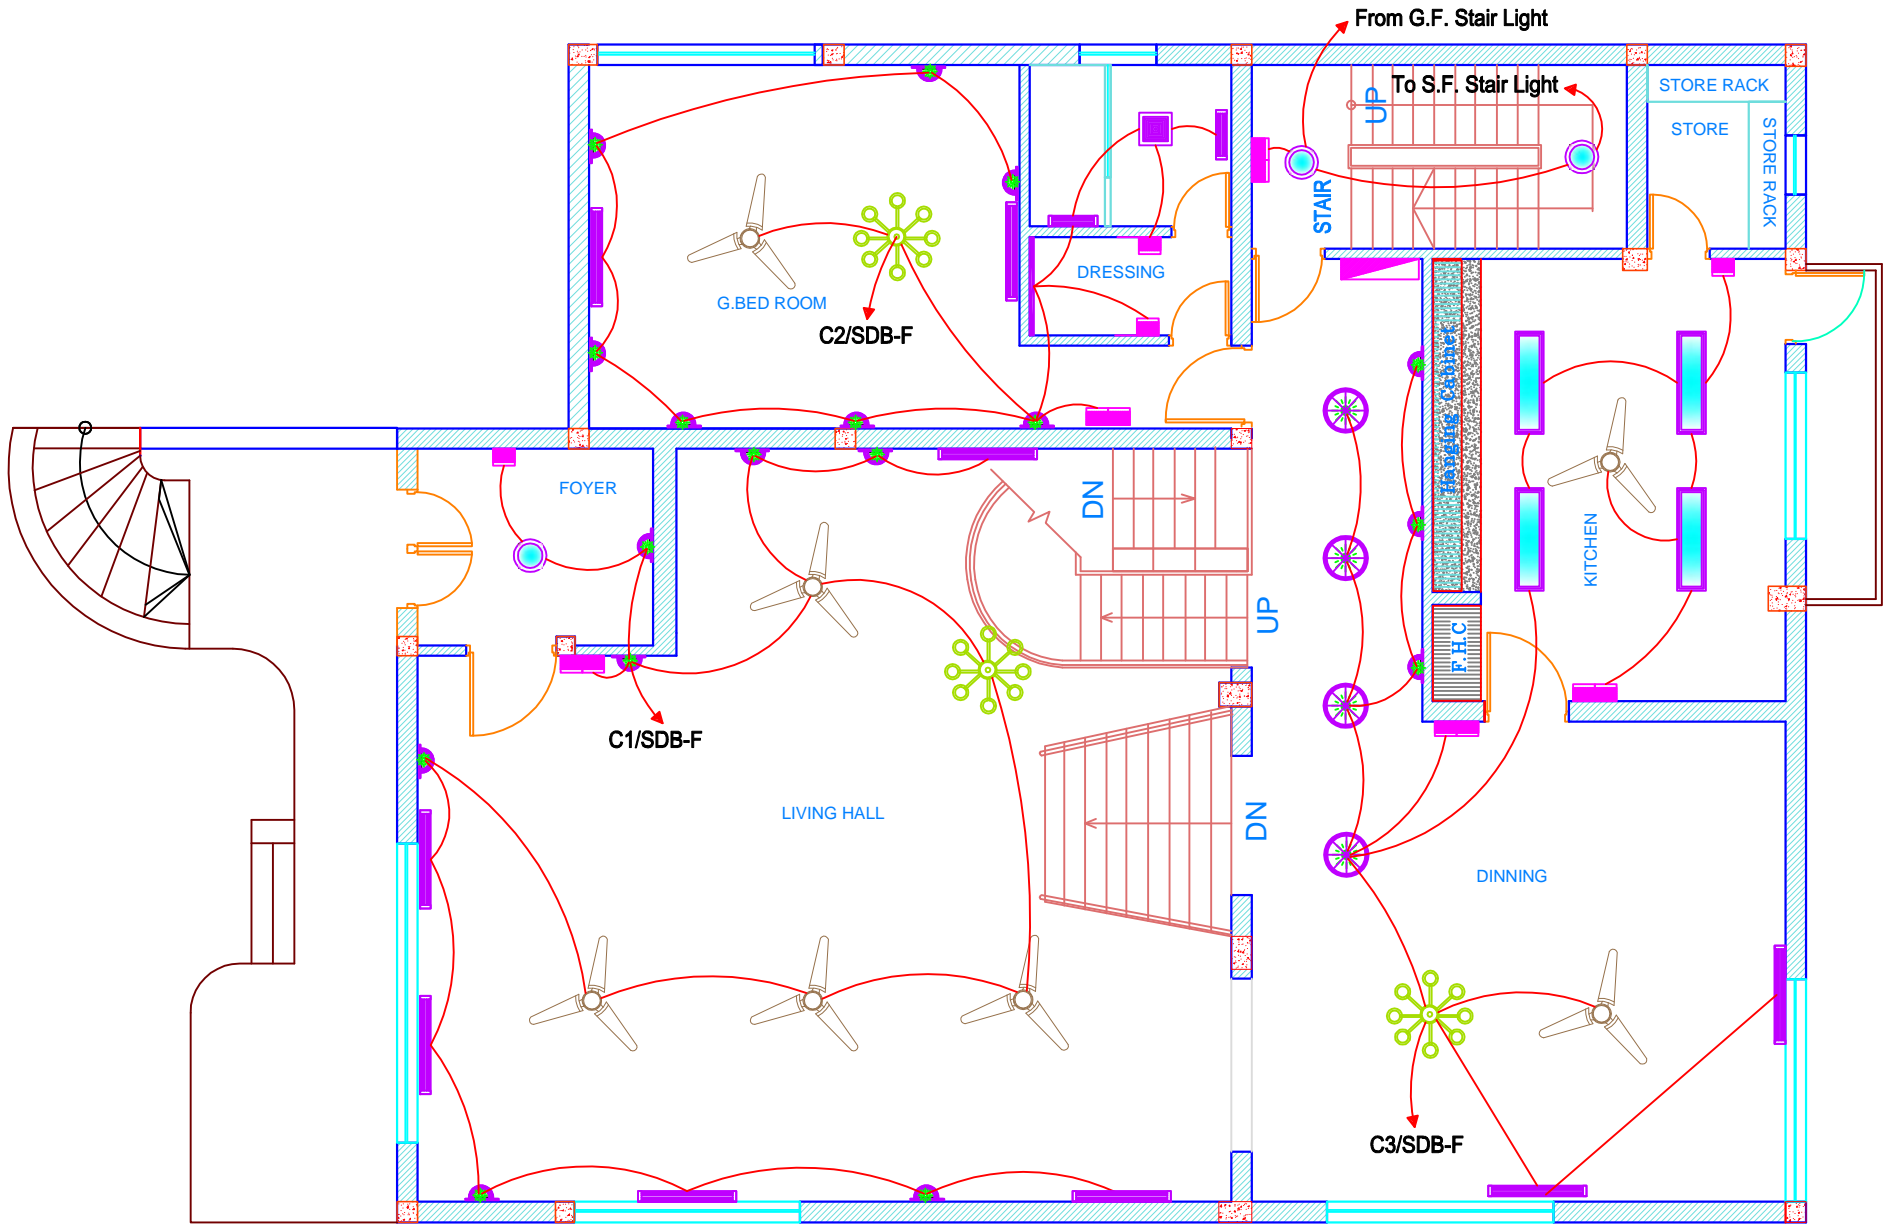 From G.F. Stair Light
To S.F. Stair Light
UP
STORE RACK
STORE
STORE RACK
STAIR
DRESSING
G.BED ROOM
C2/SDB-F
Hanging Cabinet
FOYER
DN
KITCHEN
UP
F.H.C
C1/SDB-F
LIVING HALL
DN
DINNING
C3/SDB-F